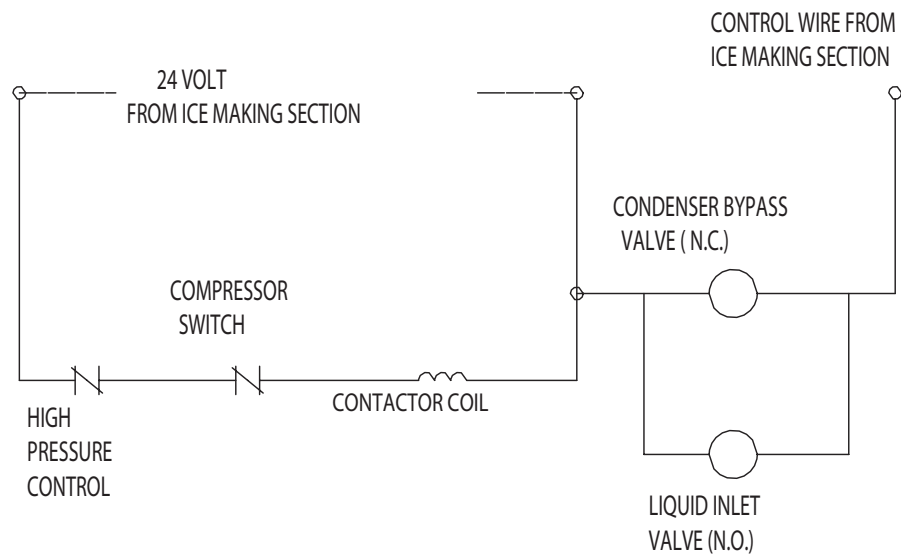 CONTROL WIRE FROM
ICE MAKING SECTION
24 VOLT
FROM ICE MAKING SECTION
CONDENSER BYPASS
VALVE ( N.C.)
COMPRESSOR
SWITCH
CONTACTOR COIL
HIGH
PRESSURE
CONTROL
LIQUID INLET
VALVE (N.O.)